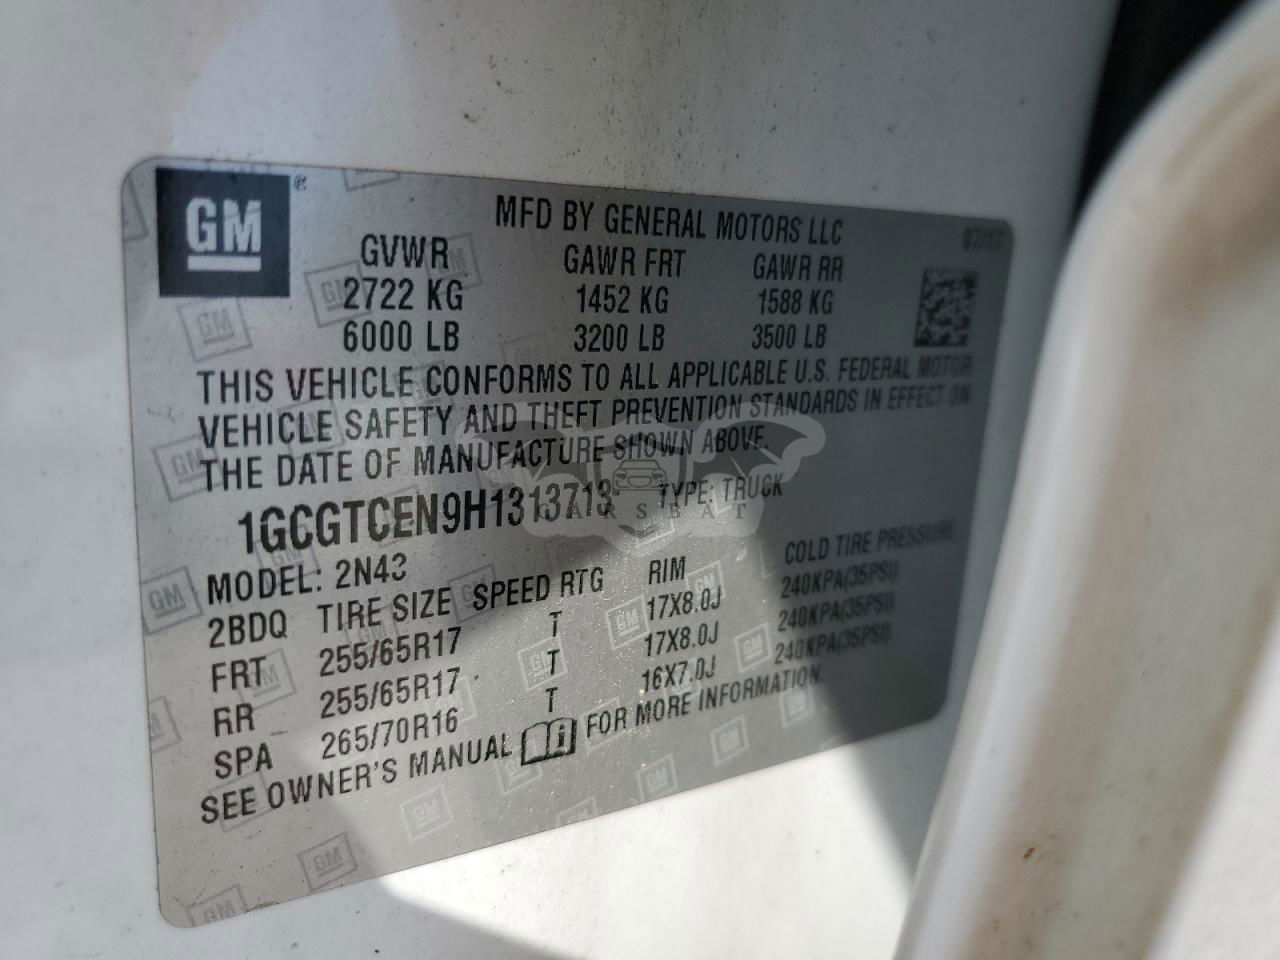 GM
MFD BY GENERAL MOTORS LLC 07/17
GVWR GAWR FRT GAWR RR
2722 KG 1452 KG 1588 KG
6000 LB 3200 LB 3500 LB
THIS VEHICLE CONFORMS TO ALL APPLICABLE U.S. FEDERAL MOTOR
VEHICLE SAFETY AND THEFT PREVENTION STANDARDS IN EFFECT ON
THE DATE OF MANUFACTURE SHOWN ABOVE.
1GCGTCEN9H1313713 TYPE: TRUCK
CARSBAT
MODEL: 2N43
2BDQ TIRE SIZE SPEED RTG RIM COLD TIRE PRESSURE
FRT 255/65R17 T 17X8.0J 240KPA(35PSI)
RR 255/65R17 T 17X8.0J 240KPA(35PSI)
SPA 265/70R16 T 16X7.0J 240KPA(35PSI)
SEE OWNER'S MANUAL FOR MORE INFORMATION.